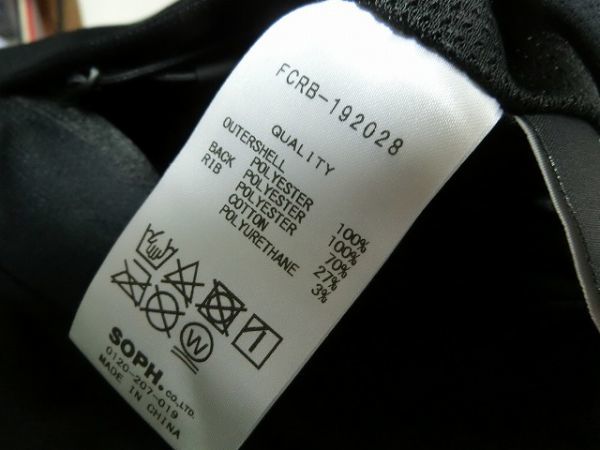 FCRB-192028
QUALITY
OUTERSHELL
POLYESTER 100%
BACK POLYESTER 100%
RIB POLYESTER 70%
COTTON 27%
POLYURETHANE 3%
W
SOPH.CO.,LTD.
0120-207-019
MADE IN CHINA